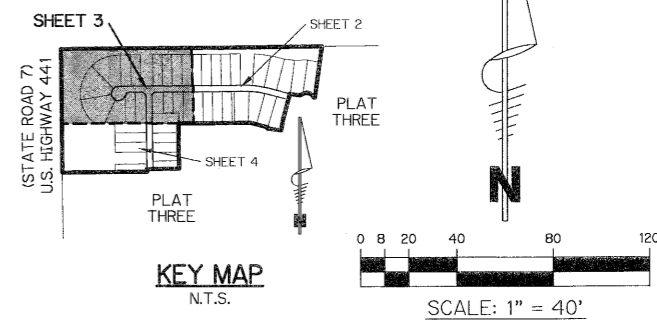 SHEET 3
SHEET 2
(STATE ROAD 7)
U.S. HIGHWAY 441
PLAT
THREE
SHEET 4
PLAT
THREE
N
KEY MAP
N.T.S.
N
0 8 20 40 80 120
SCALE: 1" = 40'